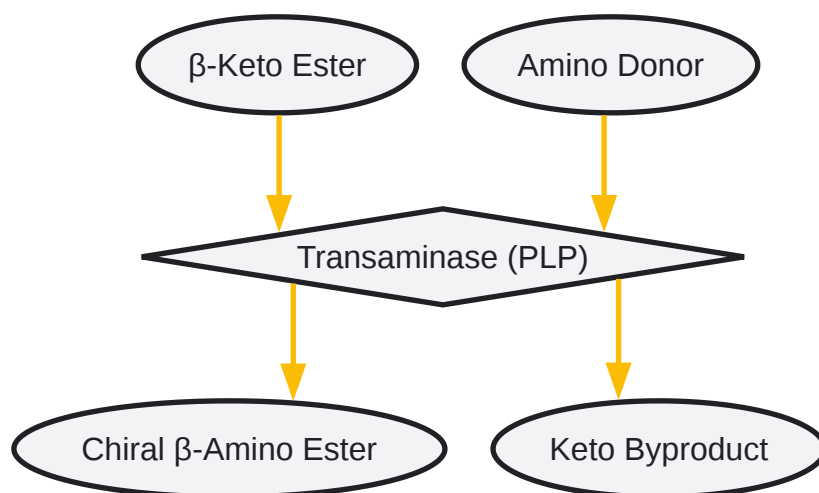 β-Keto Ester
Amino Donor
Transaminase (PLP)
Chiral β-Amino Ester
Keto Byproduct